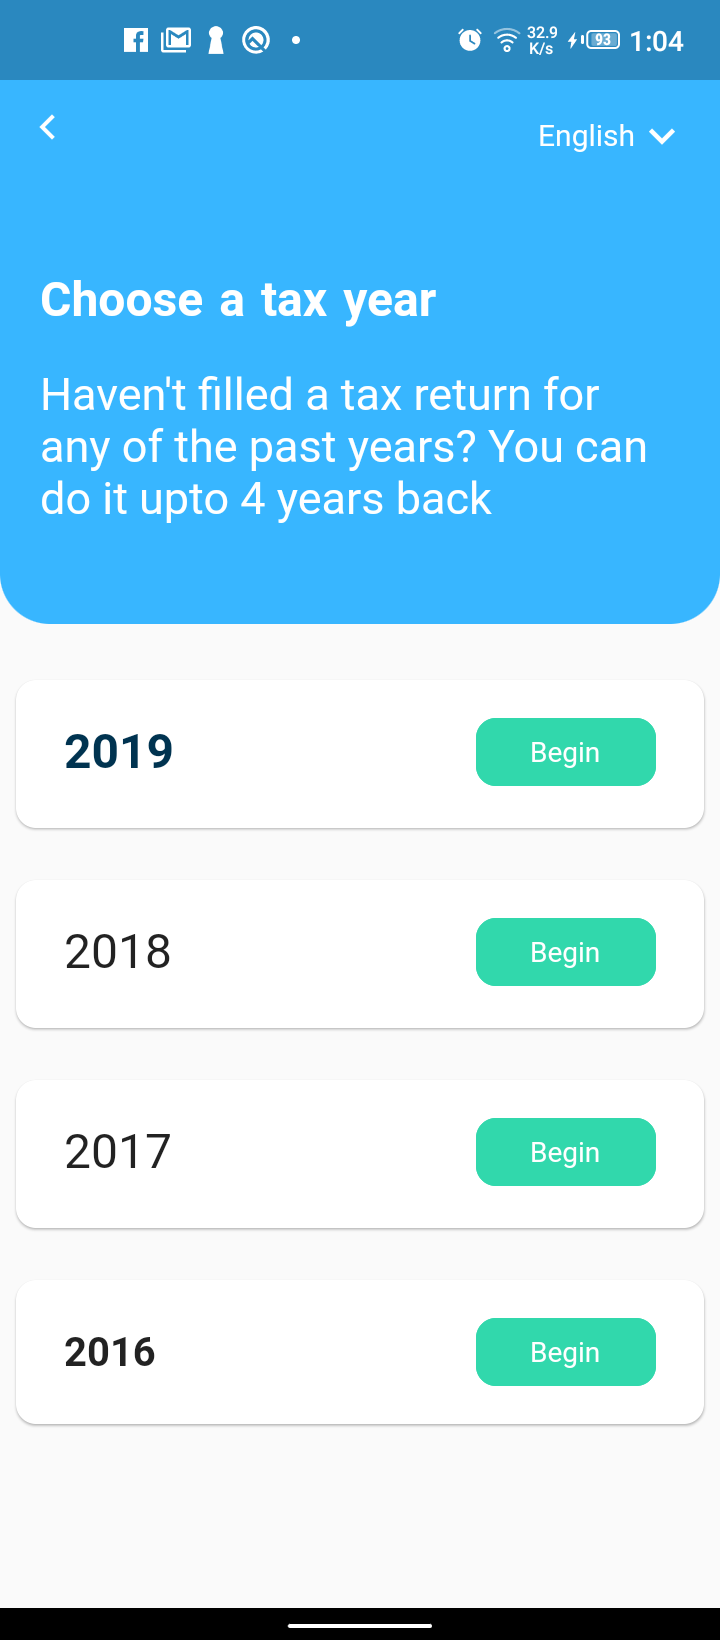 32.9
K/s
93
1:04
English
Choose a tax year
Haven't filled a tax return for
any of the past years? You can
do it upto 4 years back
2019
Begin
2018
Begin
2017
Begin
2016
Begin